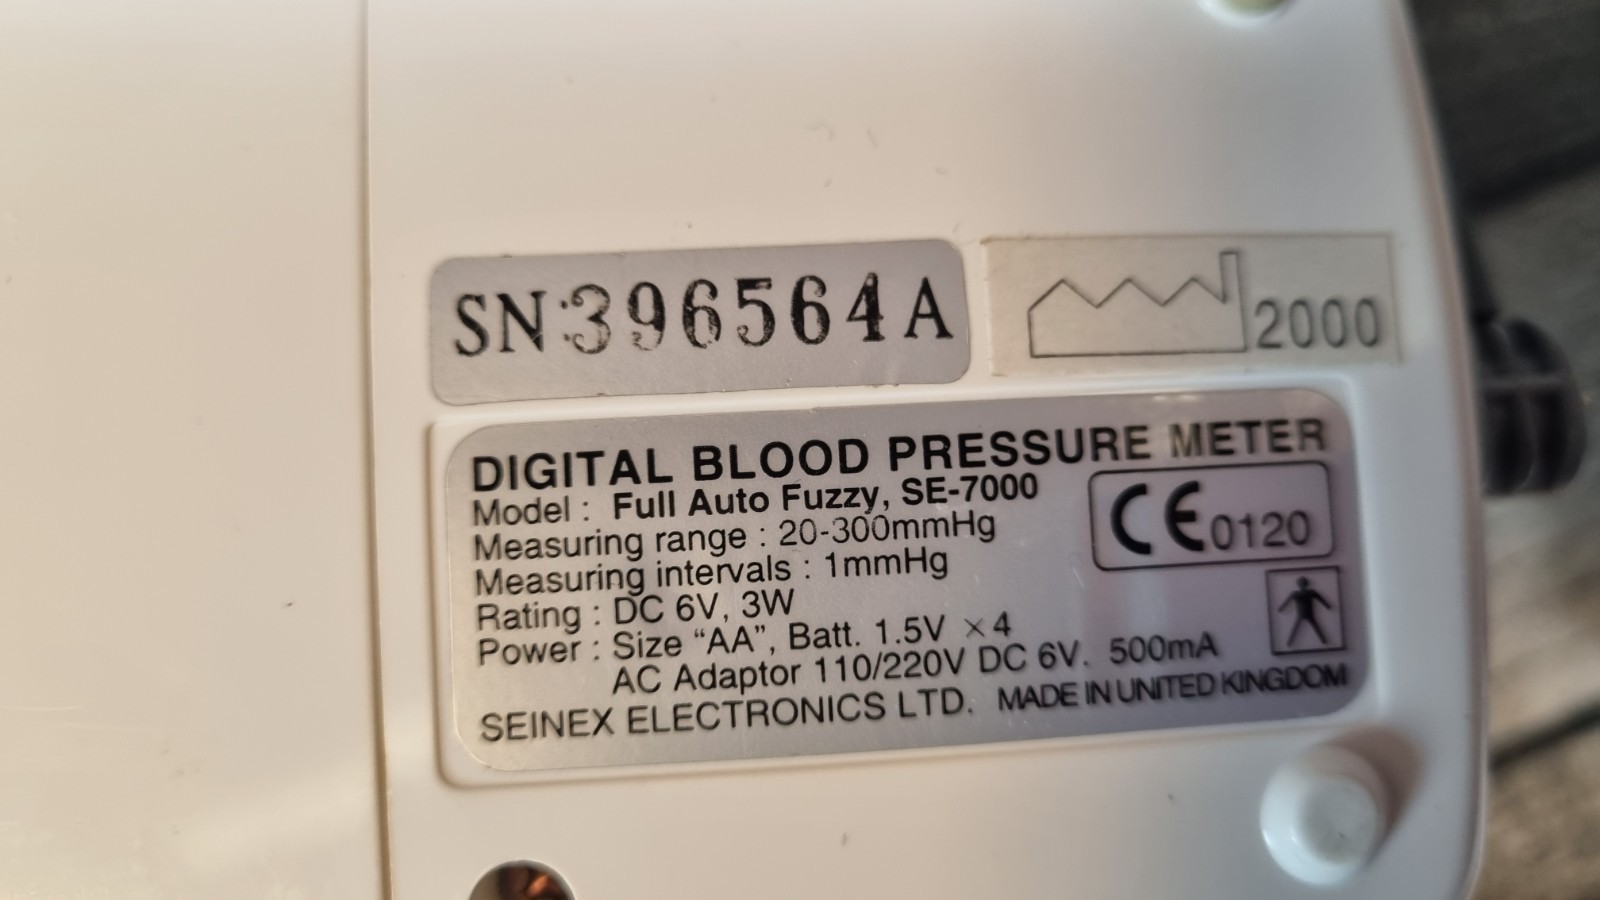 SN:396564A
2000
DIGITAL BLOOD PRESSURE METER
Model : Full Auto Fuzzy, SE-7000
Measuring range : 20-300mmHg
Measuring intervals : 1mmHg
Rating : DC 6V, 3W
Power : Size “AA”, Batt. 1.5V ×4
AC Adaptor 110/220V DC 6V. 500mA
SEINEX ELECTRONICS LTD. MADE IN UNITED KINGDOM
CE0120